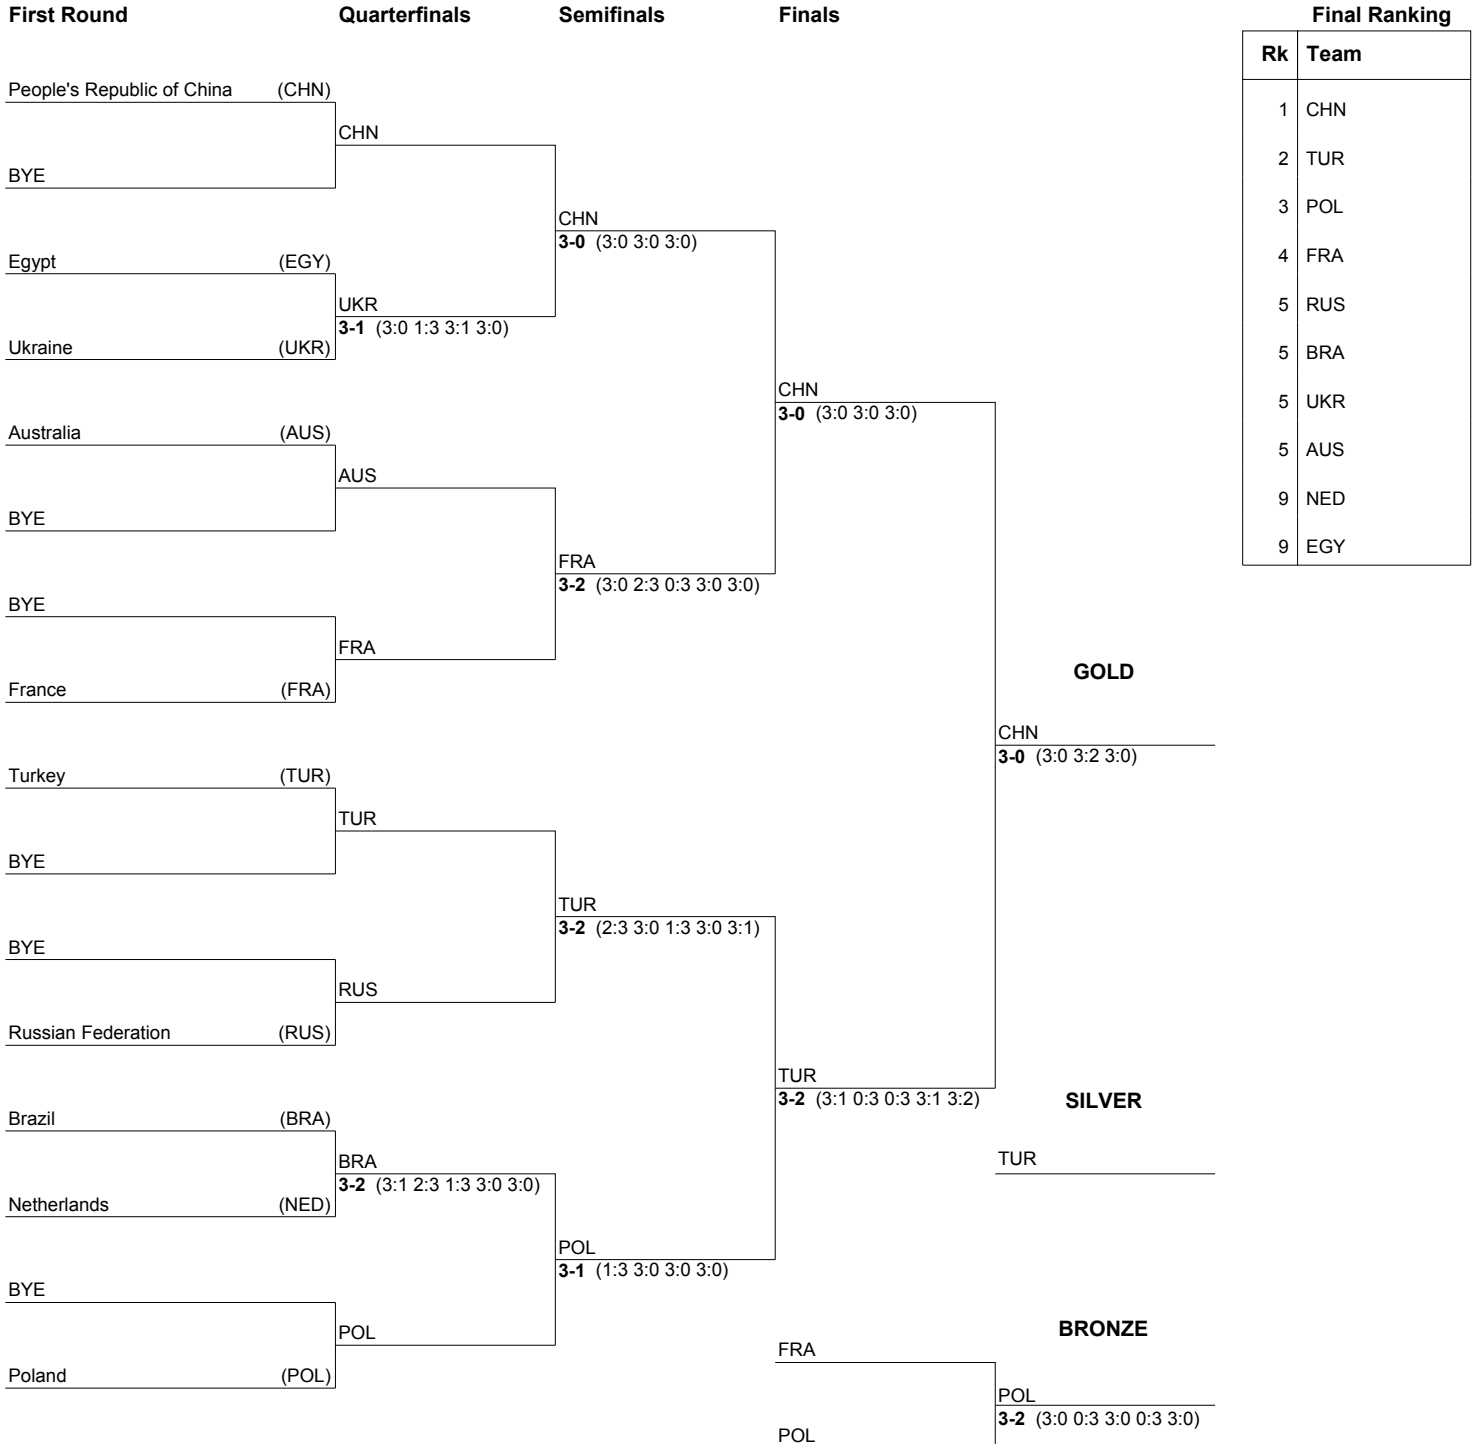 First Round Quarterfinals Semifinals Finals Final Ranking
Rk Team
People's Republic of China (CHN)
1 CHN
CHN
2 TUR
BYE
3 POL
CHN
3-0 (3:0 3:0 3:0)
Egypt (EGY)
4 FRA
UKR
5 RUS
3-1 (3:0 1:3 3:1 3:0)
Ukraine (UKR)
5 BRA
CHN
5 UKR
3-0 (3:0 3:0 3:0)
Australia (AUS)
5 AUS
AUS
9 NED
BYE
9 EGY
FRA
3-2 (3:0 2:3 0:3 3:0 3:0)
BYE
FRA
GOLD
France (FRA)
CHN
3-0 (3:0 3:2 3:0)
Turkey (TUR)
TUR
BYE
TUR
3-2 (2:3 3:0 1:3 3:0 3:1)
BYE
RUS
Russian Federation (RUS)
TUR
3-2 (3:1 0:3 0:3 3:1 3:2)
SILVER
Brazil (BRA)
TUR
BRA
3-2 (3:1 2:3 1:3 3:0 3:0)
Netherlands (NED)
POL
3-1 (1:3 3:0 3:0 3:0)
BYE
BRONZE
POL
FRA
Poland (POL)
POL
3-2 (3:0 0:3 3:0 0:3 3:0)
POL